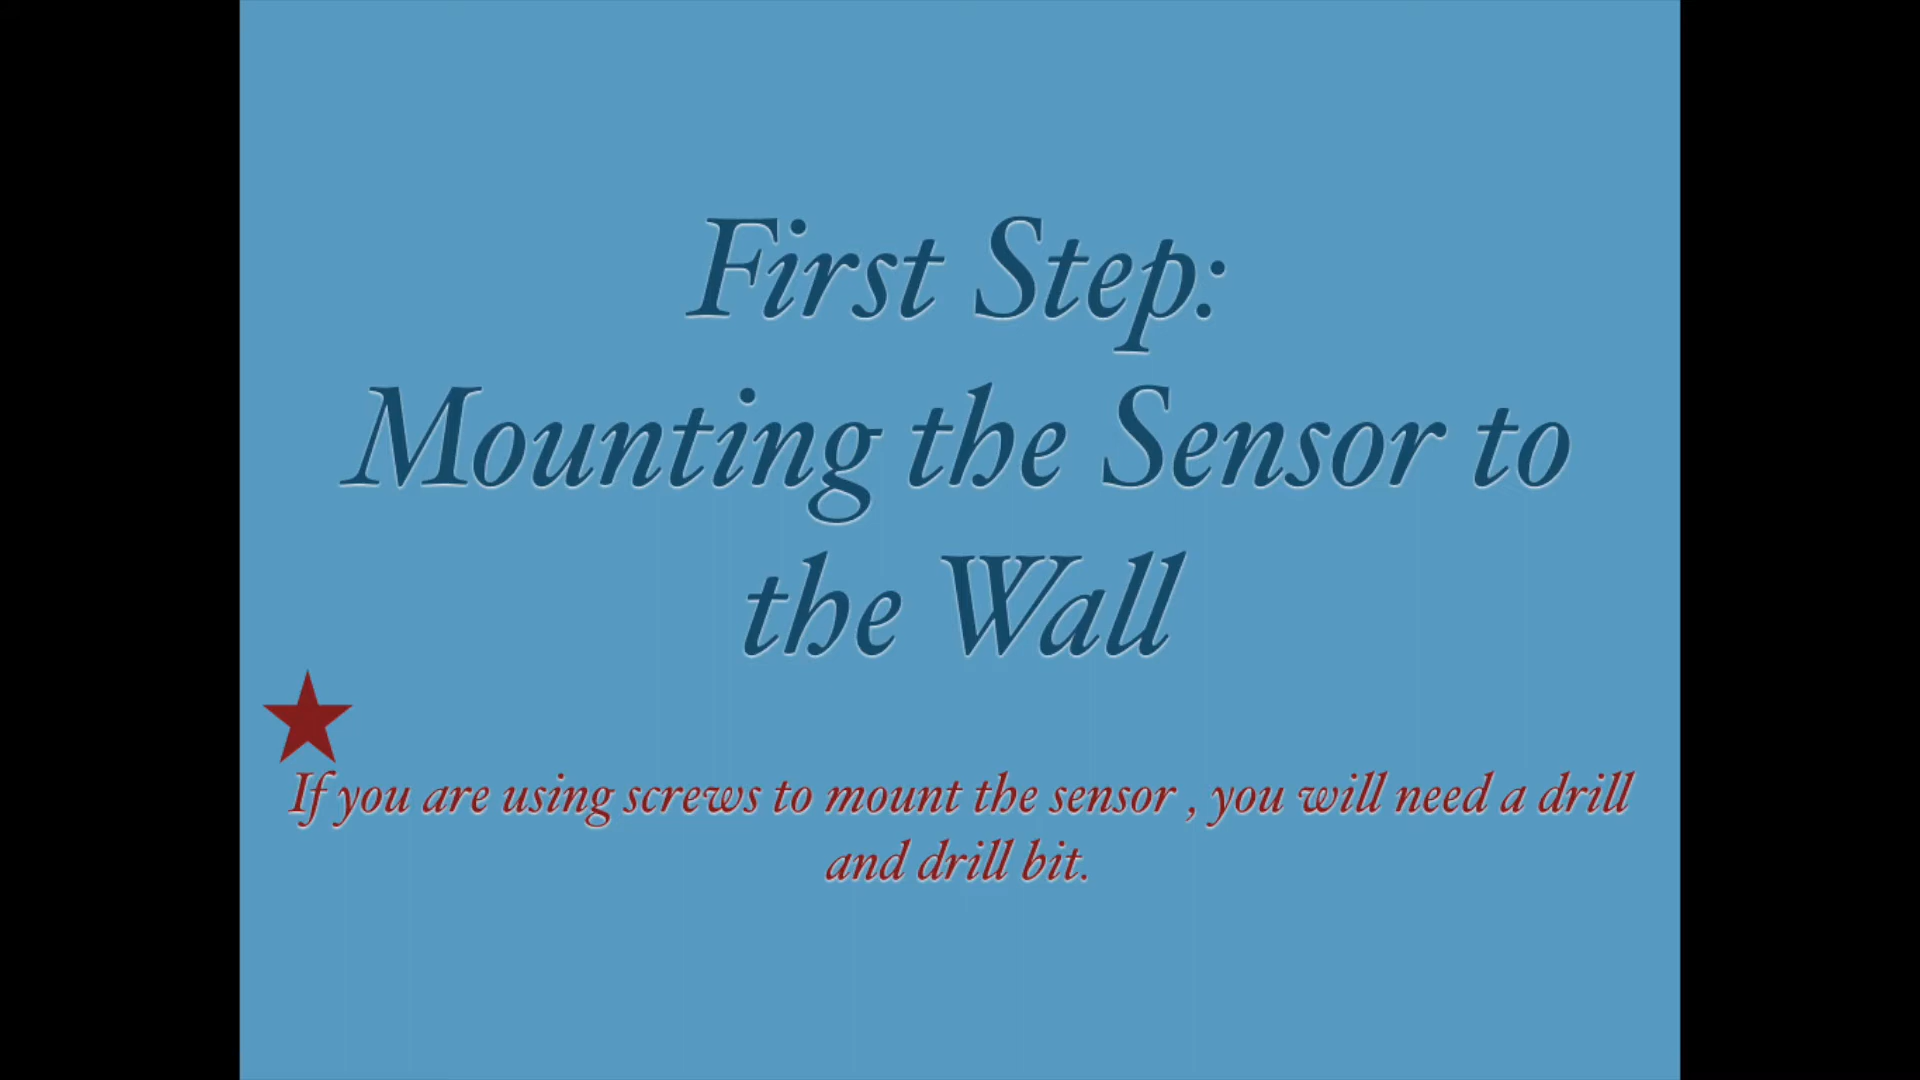 First Step:
Mounting the Sensor to
the Wall
If you are using screws to mount the sensor , you will need a drill
and drill bit.